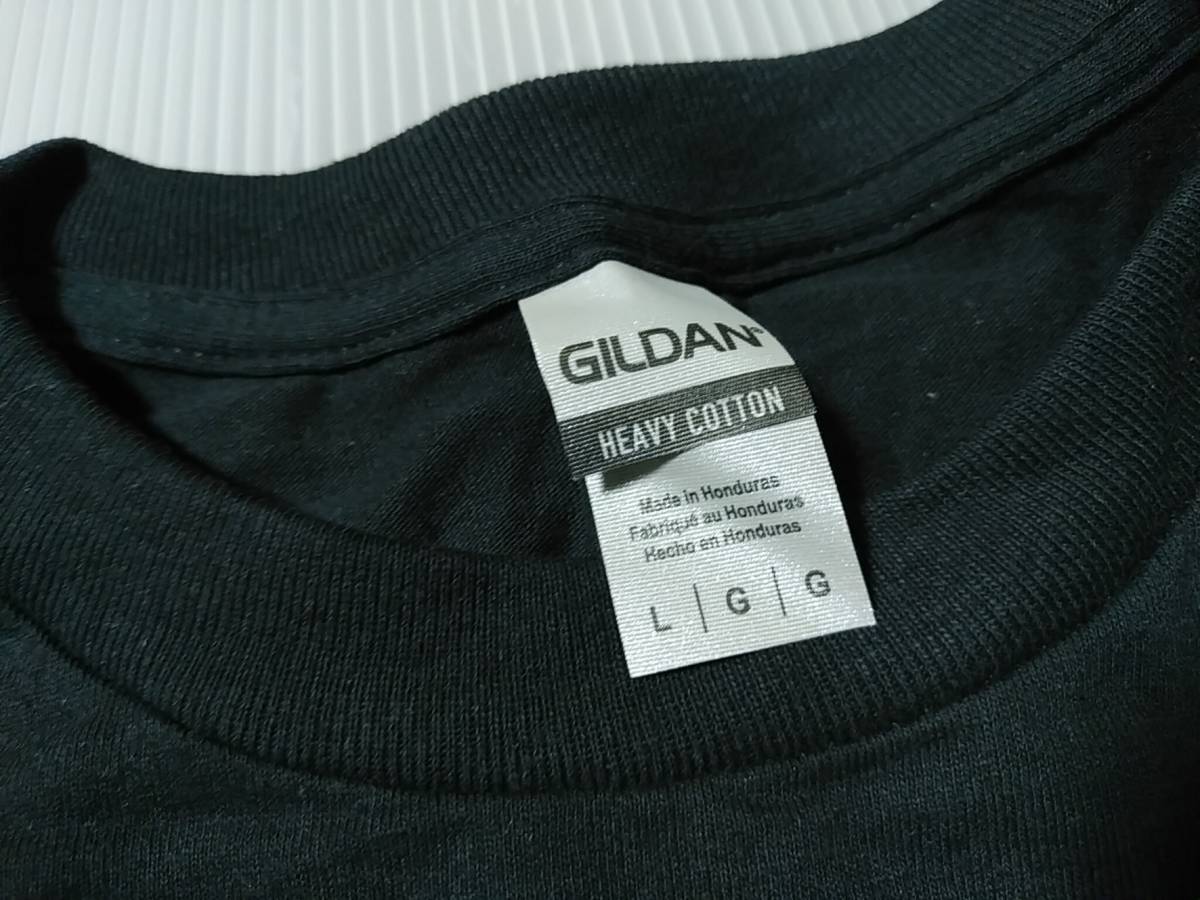 GILDAN®
HEAVY COTTON
Made in Honduras
Fabriqué au Honduras
Hecho en Honduras
L | G | G